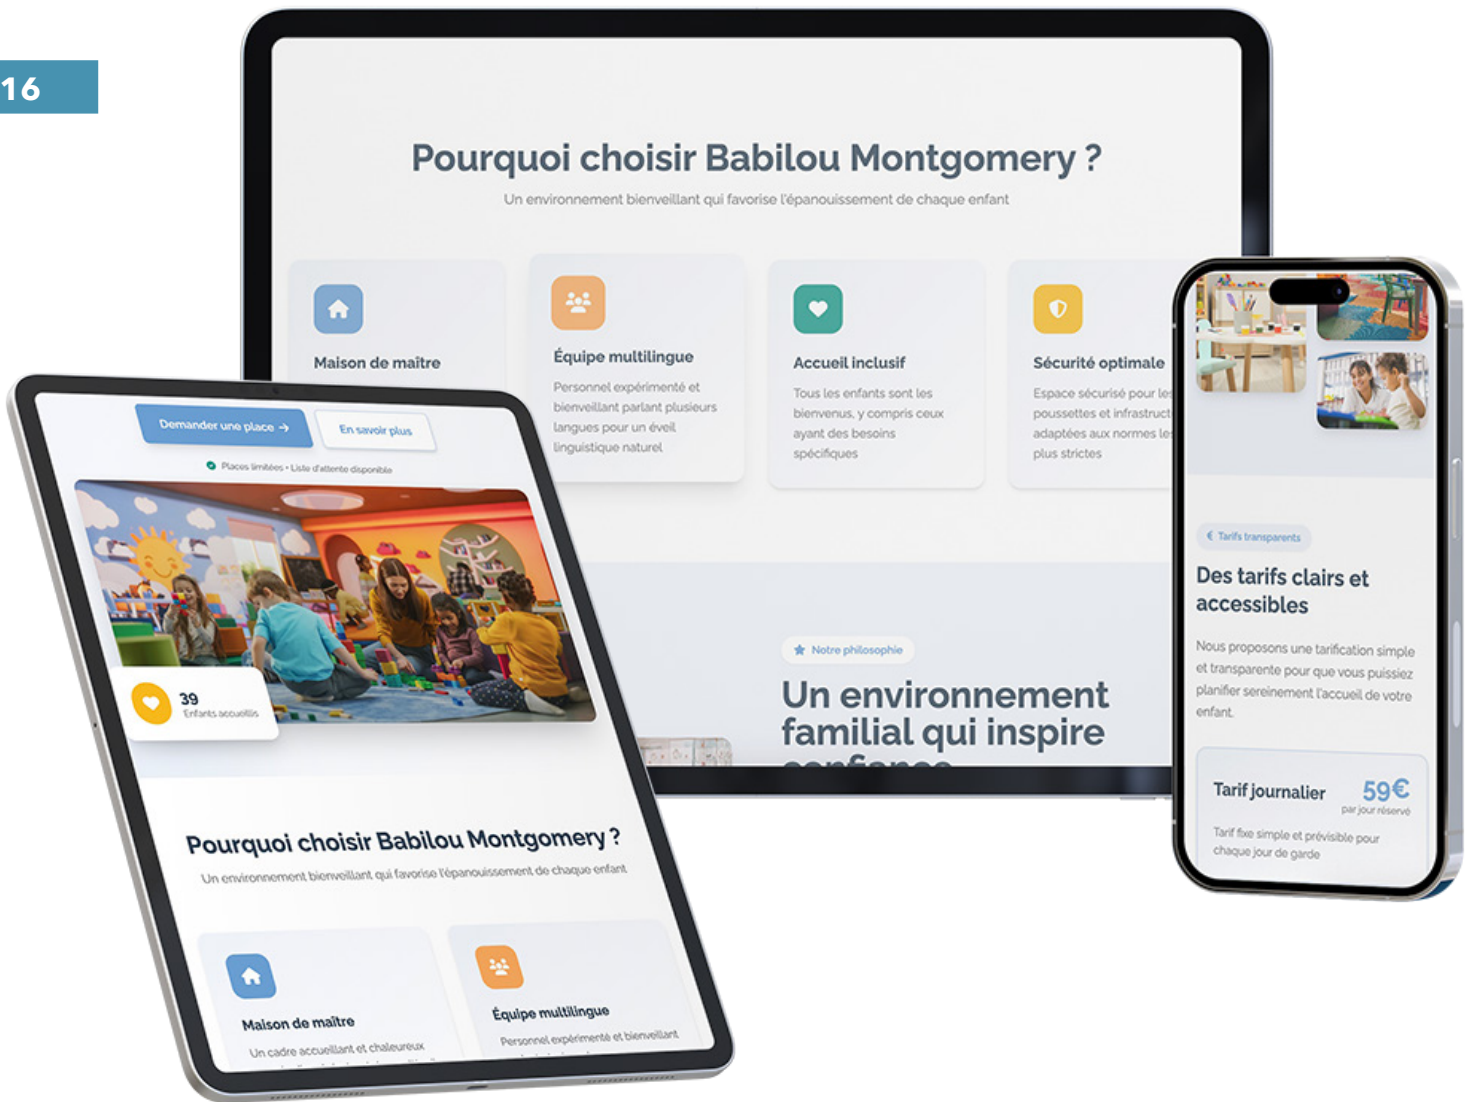 16
Pourquoi choisir Babilou Montgomery ?
Un environnement bienveillant qui favorise l'épanouissement de chaque enfant
Maison de maître
Équipe multilingue
Personnel expérimenté et
bienveillant parlant plusieurs
langues pour un éveil
linguistique naturel
Accueil inclusif
Tous les enfants sont les
bienvenus, y compris ceux
ayant des besoins
spécifiques
Sécurité optimale
Espace sécurisé pour les
poussettes et infrastruct
adaptées aux normes les
plus strictes
Notre philosophie
Un environnement
familial qui inspire
confiance
Demander une place →
En savoir plus
Places limitées • Liste d'attente disponible
39
Enfants accueillis
Pourquoi choisir Babilou Montgomery ?
Un environnement bienveillant qui favorise l'épanouissement de chaque enfant
Maison de maître
Un cadre accueillant et chaleureux
Équipe multilingue
Personnel expérimenté et bienveillant
€ Tarifs transparents
Des tarifs clairs et
accessibles
Nous proposons une tarification simple
et transparente pour que vous puissiez
planifier sereinement l'accueil de votre
enfant.
Tarif journalier
59€
par jour réservé
Tarif fixe simple et prévisible pour
chaque jour de garde